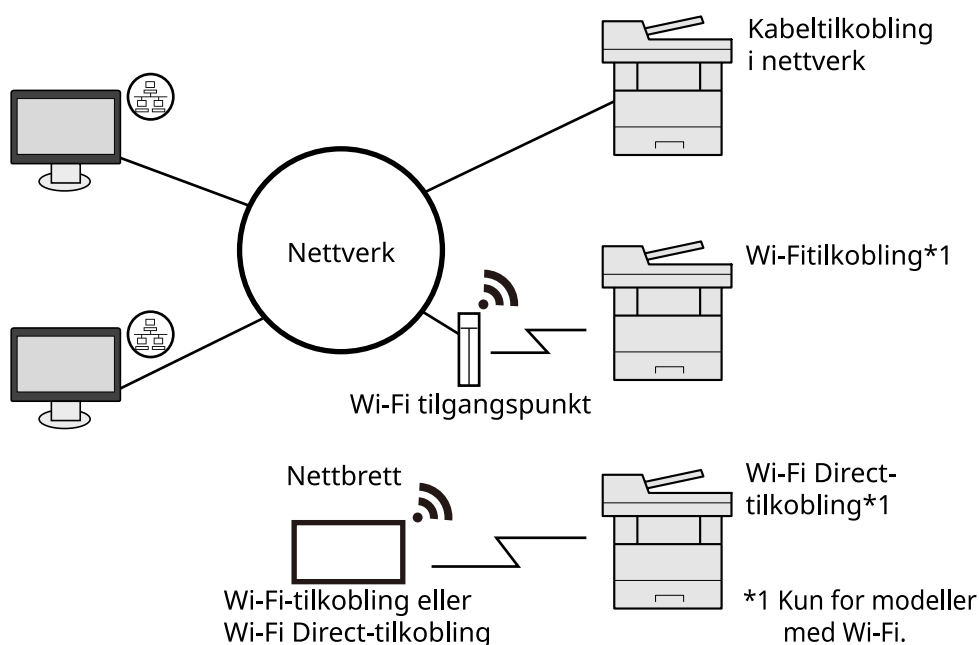 Kabeltilkobling
i nettverk
Nettverk
Wi-Fitilkobling*1
Wi-Fi tilgangspunkt
Nettbrett
Wi-Fi Direct-
tilkobling*1
Wi-Fi-tilkobling eller
Wi-Fi Direct-tilkobling
*1 Kun for modeller
med Wi-Fi.